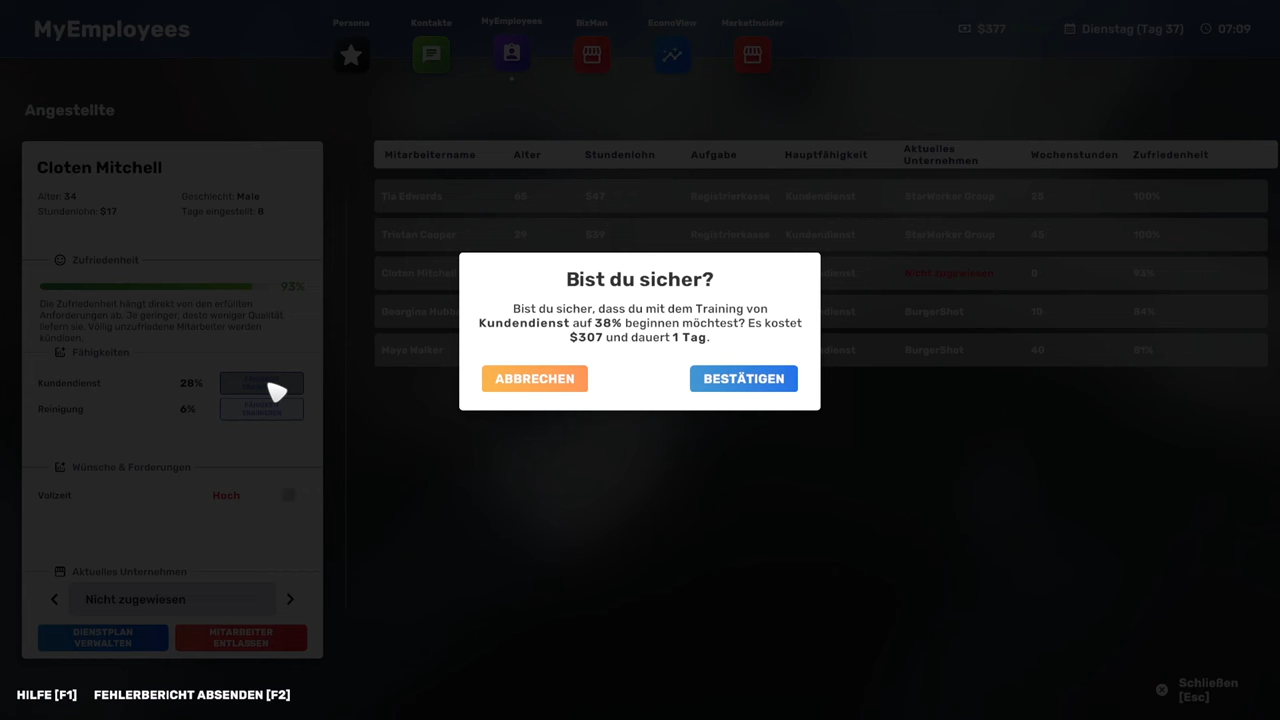 MyEmployees
Persona
Kontakte
MyEmployees
BizMan
EconoView
MarketInsider
$377
Dienstag (Tag 37)
07:09
Angestellte
Cloten Mitchell
Alter: 34
Geschlecht: Male
Stundenlohn: $17
Tage eingestellt: 8
Zufriedenheit
93%
Die Zufriedenheit hängt direkt von den erfüllten
Anforderungen ab. Je geringer, desto weniger Qualität
liefern sie. Völlig unzufriedene Mitarbeiter werden
kündigen.
Fähigkeiten
Kundendienst 28%
Reinigung 6%
TRAINIEREN
Wünsche & Forderungen
Vollzeit Hoch
Aktuelles Unternehmen
Nicht zugewiesen
DIENSTPLAN
VERWALTEN
MITARBEITER
ENTLASSEN
Mitarbeitername Alter Stundenlohn Aufgabe Hauptfähigkeit Aktuelles
Unternehmen Wochenstunden Zufriedenheit
Tia Edwards 65 $47 Registrierkasse Kundendienst StarWorker Group 25 100%
Tristan Cooper 29 $39 Registrierkasse Kundendienst StarWorker Group 45 100%
Cloten Mitchell Nicht zugewiesen 0 93%
BurgerShot 10 84%
Maya Walker BurgerShot 40 81%
Bist du sicher?
Bist du sicher, dass du mit dem Training von
Kundendienst auf 38% beginnen möchtest? Es kostet
$307 und dauert 1 Tag.
ABBRECHEN
BESTÄTIGEN
HILFE [F1]
FEHLERBERICHT ABSENDEN [F2]
Schließen
[Esc]